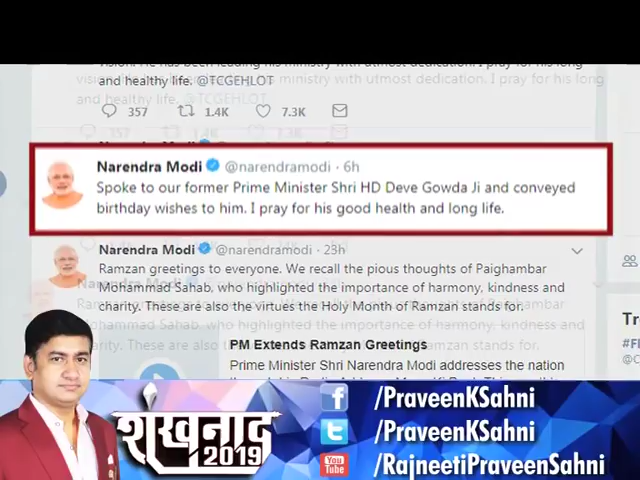 vision. He has been leading his ministry with utmost dedication. I pray for his long
and healthy life. @TCGEHLOT
357 1.4K 7.3K
Narendra Modi @narendramodi · 6h
Spoke to our former Prime Minister Shri HD Deve Gowda Ji and conveyed
birthday wishes to him. I pray for his good health and long life.
Narendra Modi @narendramodi · 23h
Ramzan greetings to everyone. We recall the pious thoughts of Paighambar
Mohammad Sahab, who highlighted the importance of harmony, kindness and
charity. These are also the virtues the Holy Month of Ramzan stands for.
PM Extends Ramzan Greetings
Prime Minister Shri Narendra Modi addresses the nation
Tre
शंखनाद
2019
/PraveenKSahni
/PraveenKSahni
You
Tube
/RajneetiPraveenSahni